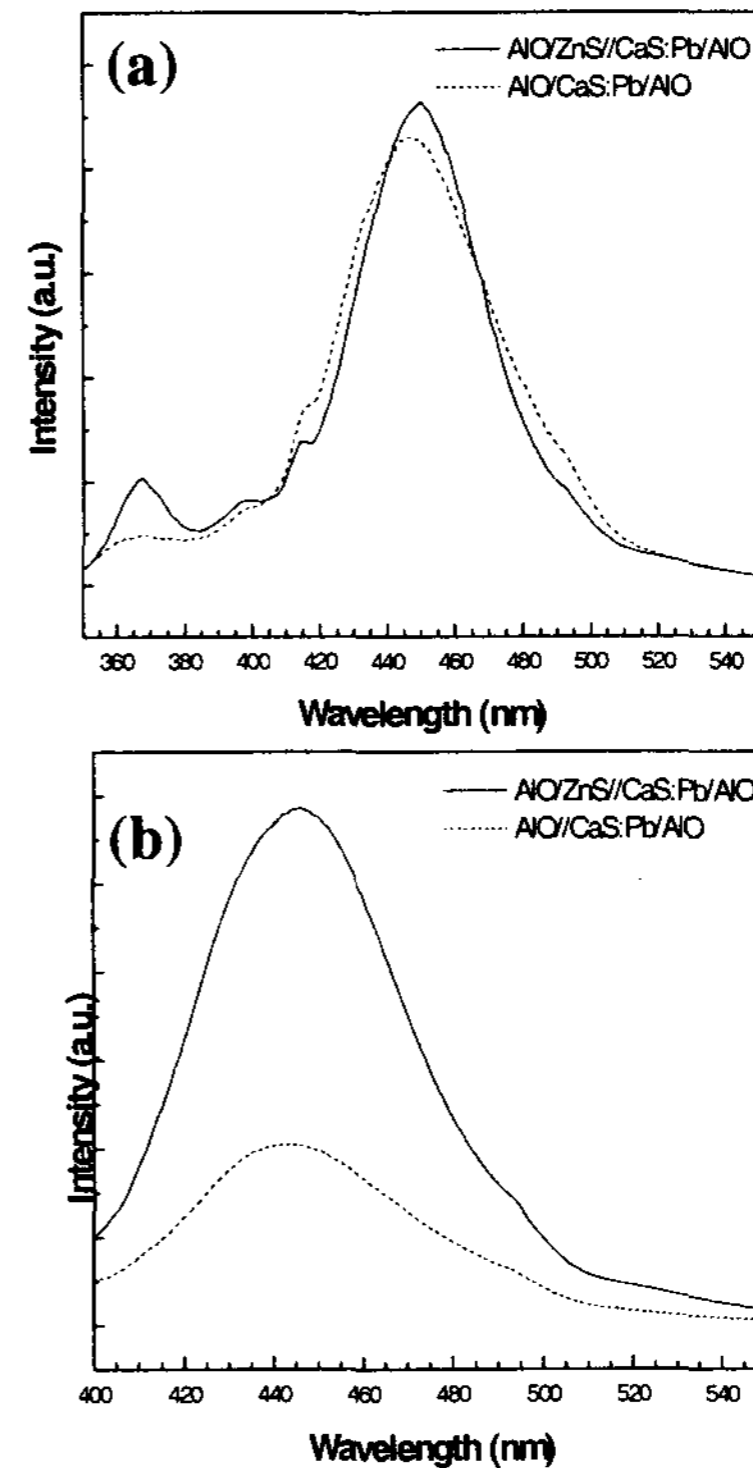 (a)
AlO/ZnS//CaS:Pb/AlO
AlO/CaS:Pb/AlO
Intensity (a.u.)
360 380 400 420 440 460 480 500 520 540
Wavelength (nm)
(b)
AlO/ZnS//CaS:Pb/AlO
AlO//CaS:Pb/AlO
Intensity (a.u.)
400 420 440 460 480 500 520 540
Wavelength (nm)